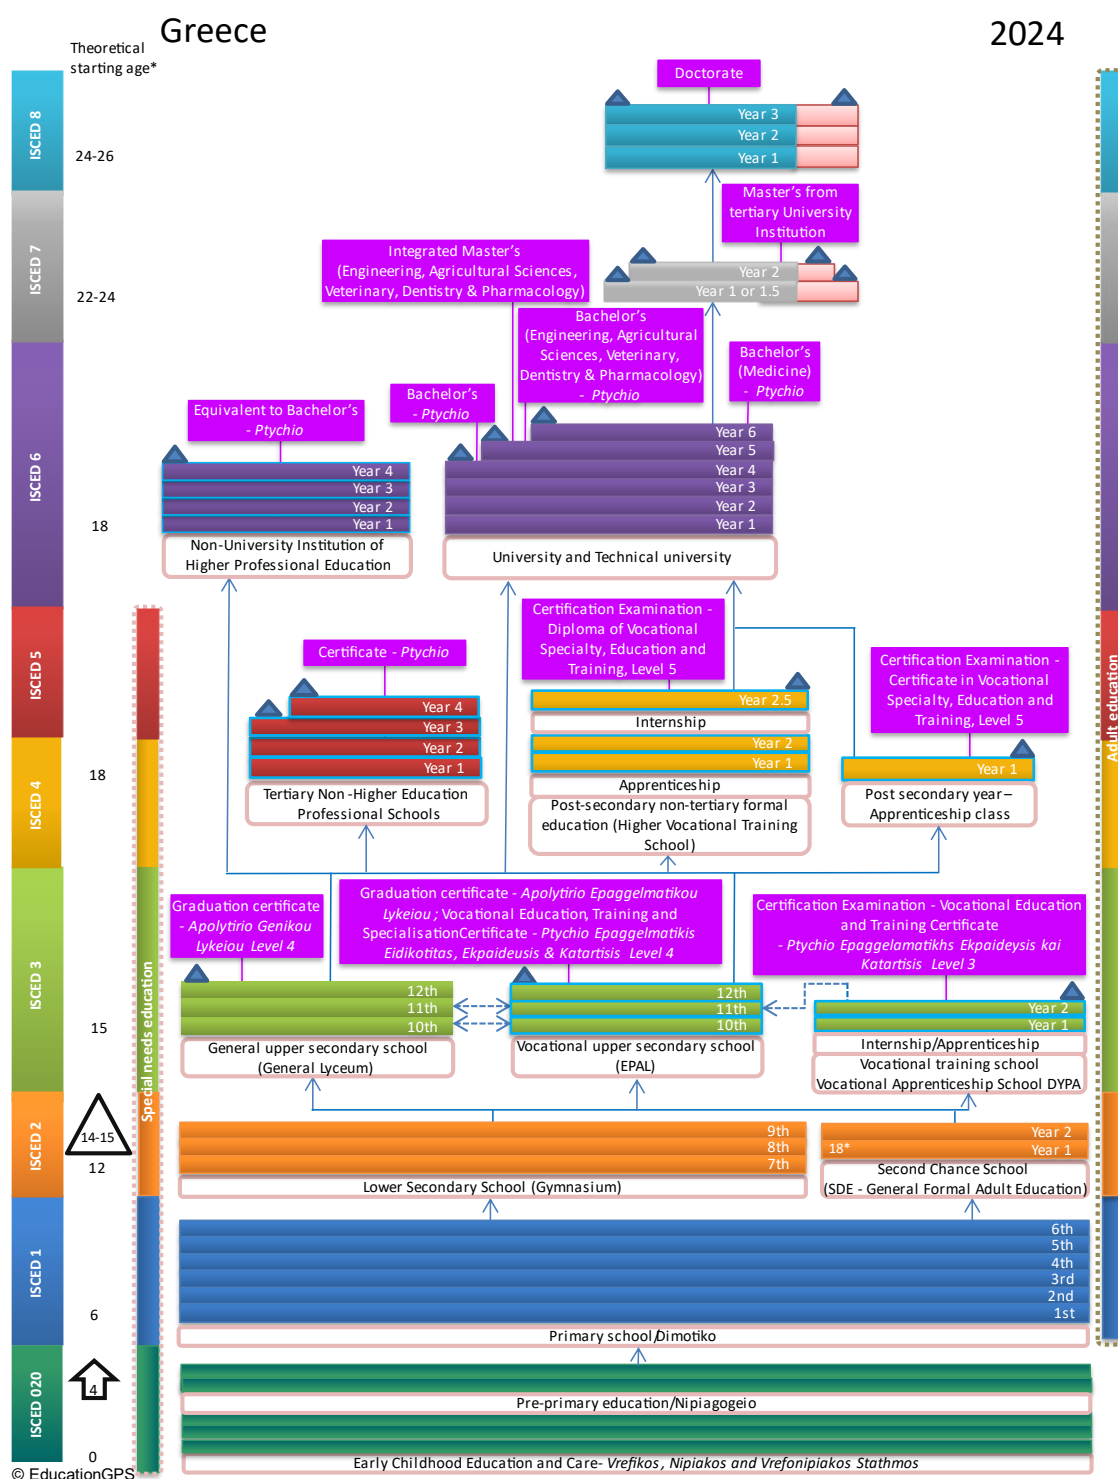 Greece
2024
Theoretical
starting age*
Doctorate
ISCED 8
24-26
Year 3
Year 2
Year 1
Master's from
tertiary University
Institution
Integrated Master's
(Engineering, Agricultural Sciences,
Veterinary, Dentistry & Pharmacology)
ISCED 7
22-24
Year 2
Year 1 or 1.5
Bachelor's
(Engineering, Agricultural
Sciences, Veterinary,
Dentistry & Pharmacology)
- Ptychio
Bachelor's
(Medicine)
- Ptychio
Bachelor's
- Ptychio
Equivalent to Bachelor's
- Ptychio
ISCED 6
18
Year 4
Year 3
Year 2
Year 1
Year 6
Year 5
Year 4
Year 3
Year 2
Year 1
Non-University Institution of
Higher Professional Education
University and Technical university
ISCED 5
Certification Examination -
Diploma of Vocational
Specialty, Education and
Training, Level 5
Certificate - Ptychio
Certification Examination -
Certificate in Vocational
Specialty, Education and
Training, Level 5
Adult education
Year 4
Year 3
Year 2
Year 1
Year 2.5
Internship
Year 2
Year 1
Year 1
ISCED 4
18
Tertiary Non -Higher Education
Professional Schools
Apprenticeship
Post-secondary non-tertiary formal
education (Higher Vocational Training
School)
Post secondary year–
Apprenticeship class
ISCED 3
15
Special needs education
Graduation certificate
- Apolytirio Genikou
Lykeiou Level 4
Graduation certificate - Apolytirio Epaggelmatikou
Lykeiou ; Vocational Education, Training and
SpecialisationCertificate - Ptychio Epaggelmatikis
Eidikotitas, Ekpaideusis & Katartisis Level 4
Certification Examination - Vocational Education
and Training Certificate
- Ptychio Epaggelamatikhs Ekpaideysis kai
Katartisis Level 3
12th
11th
10th
12th
11th
10th
Year 2
Year 1
General upper secondary school
(General Lyceum)
Vocational upper secondary school
(EPAL)
Internship/Apprenticeship
Vocational training school
Vocational Apprenticeship School DYPA
ISCED 2
14-15
12
9th
8th
7th
Lower Secondary School (Gymnasium)
Year 2
18*
Year 1
Second Chance School
(SDE - General Formal Adult Education)
ISCED 1
6
6th
5th
4th
3rd
2nd
1st
Primary school/Dimotiko
ISCED 020
4
0
Pre-primary education/Nipiagogeio
Early Childhood Education and Care- Vrefikos, Nipiakos and Vrefonipiakos Stathmos
© EducationGPS